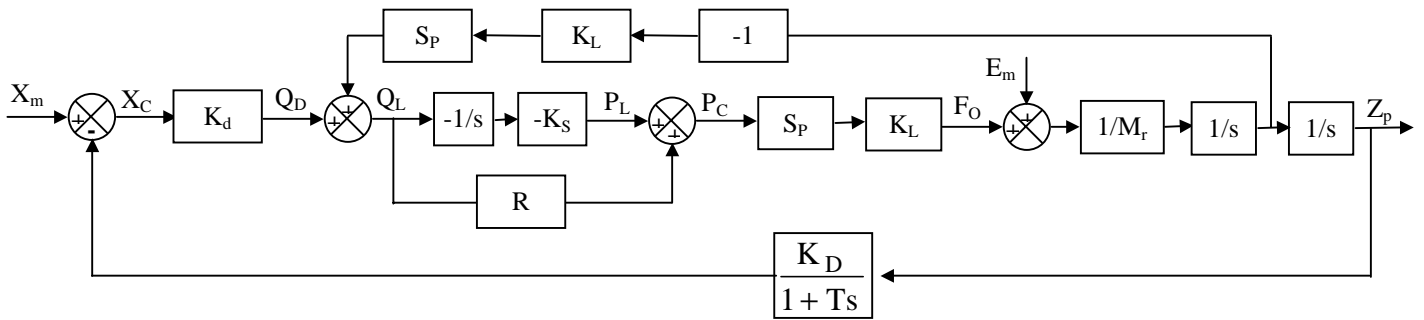 S_P K_L -1
E_m
X_m X_C Q_D Q_L P_L P_C F_O Z_p
+ - K_d + + -1/s -K_S + + S_P K_L + + 1/M_r 1/s 1/s
R
K_D
1 + Ts